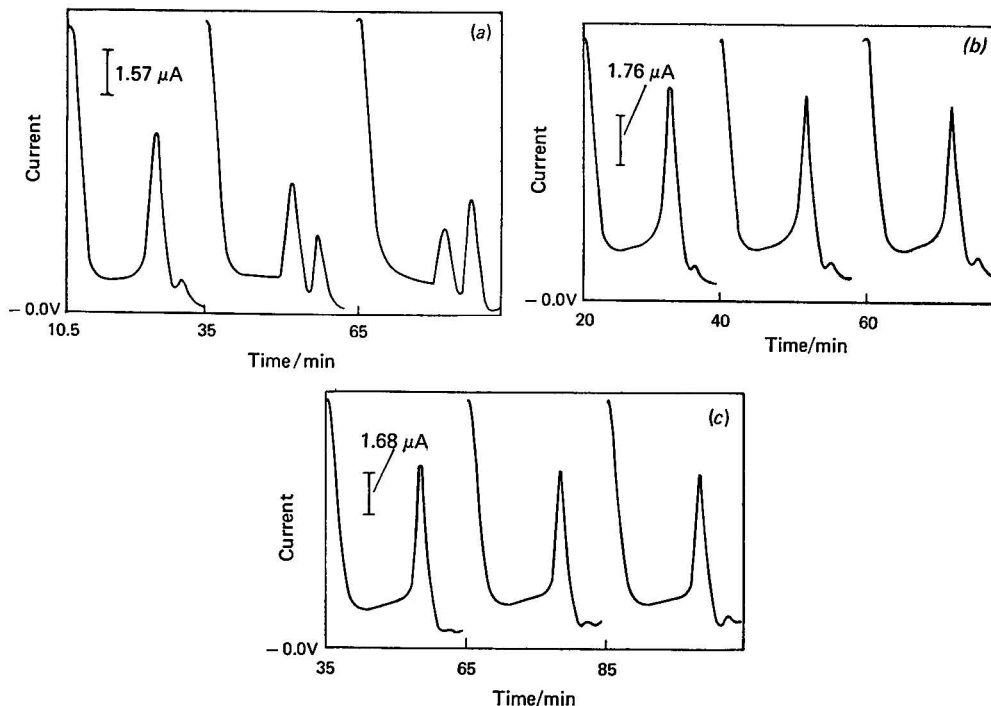 (a)
1.57 μA
Current
– 0.0V
10.5 35 65
Time/min
(b)
1.76 μA
Current
– 0.0V
20 40 60
Time/min
(c)
1.68 μA
Current
– 0.0V
35 65 85
Time/min